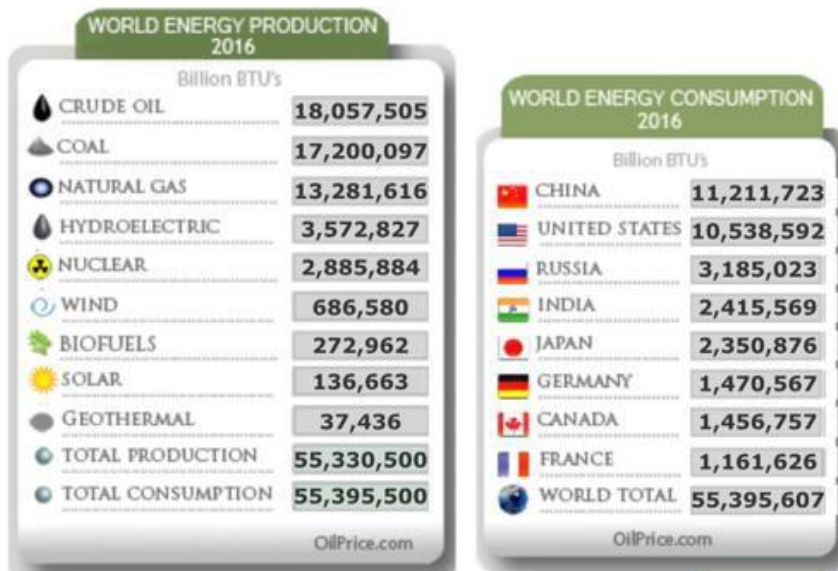 WORLD ENERGY PRODUCTION
2016
Billion BTU's
CRUDE OIL 18,057,505
COAL 17,200,097
NATURAL GAS 13,281,616
HYDROELECTRIC 3,572,827
NUCLEAR 2,885,884
WIND 686,580
BIOFUELS 272,962
SOLAR 136,663
GEOTHERMAL 37,436
TOTAL PRODUCTION 55,330,500
TOTAL CONSUMPTION 55,395,500
OilPrice.com
WORLD ENERGY CONSUMPTION
2016
Billion BTU's
CHINA 11,211,723
UNITED STATES 10,538,592
RUSSIA 3,185,023
INDIA 2,415,569
JAPAN 2,350,876
GERMANY 1,470,567
CANADA 1,456,757
FRANCE 1,161,626
WORLD TOTAL 55,395,607
OilPrice.com